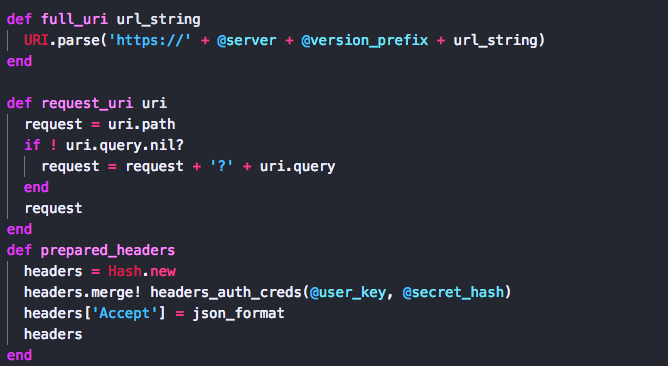 def full_uri url_string
  URI.parse('https://' + @server + @version_prefix + url_string)
end

def request_uri uri
  request = uri.path
  if ! uri.query.nil?
    request = request + '?' + uri.query
  end
  request
end
def prepared_headers
  headers = Hash.new
  headers.merge! headers_auth_creds(@user_key, @secret_hash)
  headers['Accept'] = json_format
  headers
end